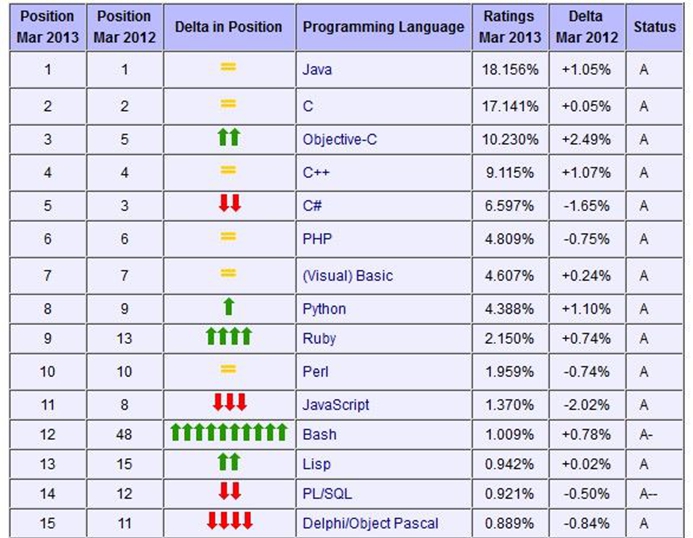 Position Mar 2013 Position Mar 2012 Delta in Position Programming Language Ratings Mar 2013 Delta Mar 2012 Status
1 1 = Java 18.156% +1.05% A
2 2 = C 17.141% +0.05% A
3 5 Objective-C 10.230% +2.49% A
4 4 = C++ 9.115% +1.07% A
5 3 C# 6.597% -1.65% A
6 6 = PHP 4.809% -0.75% A
7 7 = (Visual) Basic 4.607% +0.24% A
8 9 Python 4.388% +1.10% A
9 13 Ruby 2.150% +0.74% A
10 10 = Perl 1.959% -0.74% A
11 8 JavaScript 1.370% -2.02% A
12 48 Bash 1.009% +0.78% A-
13 15 Lisp 0.942% +0.02% A
14 12 PL/SQL 0.921% -0.50% A--
15 11 Delphi/Object Pascal 0.889% -0.84% A